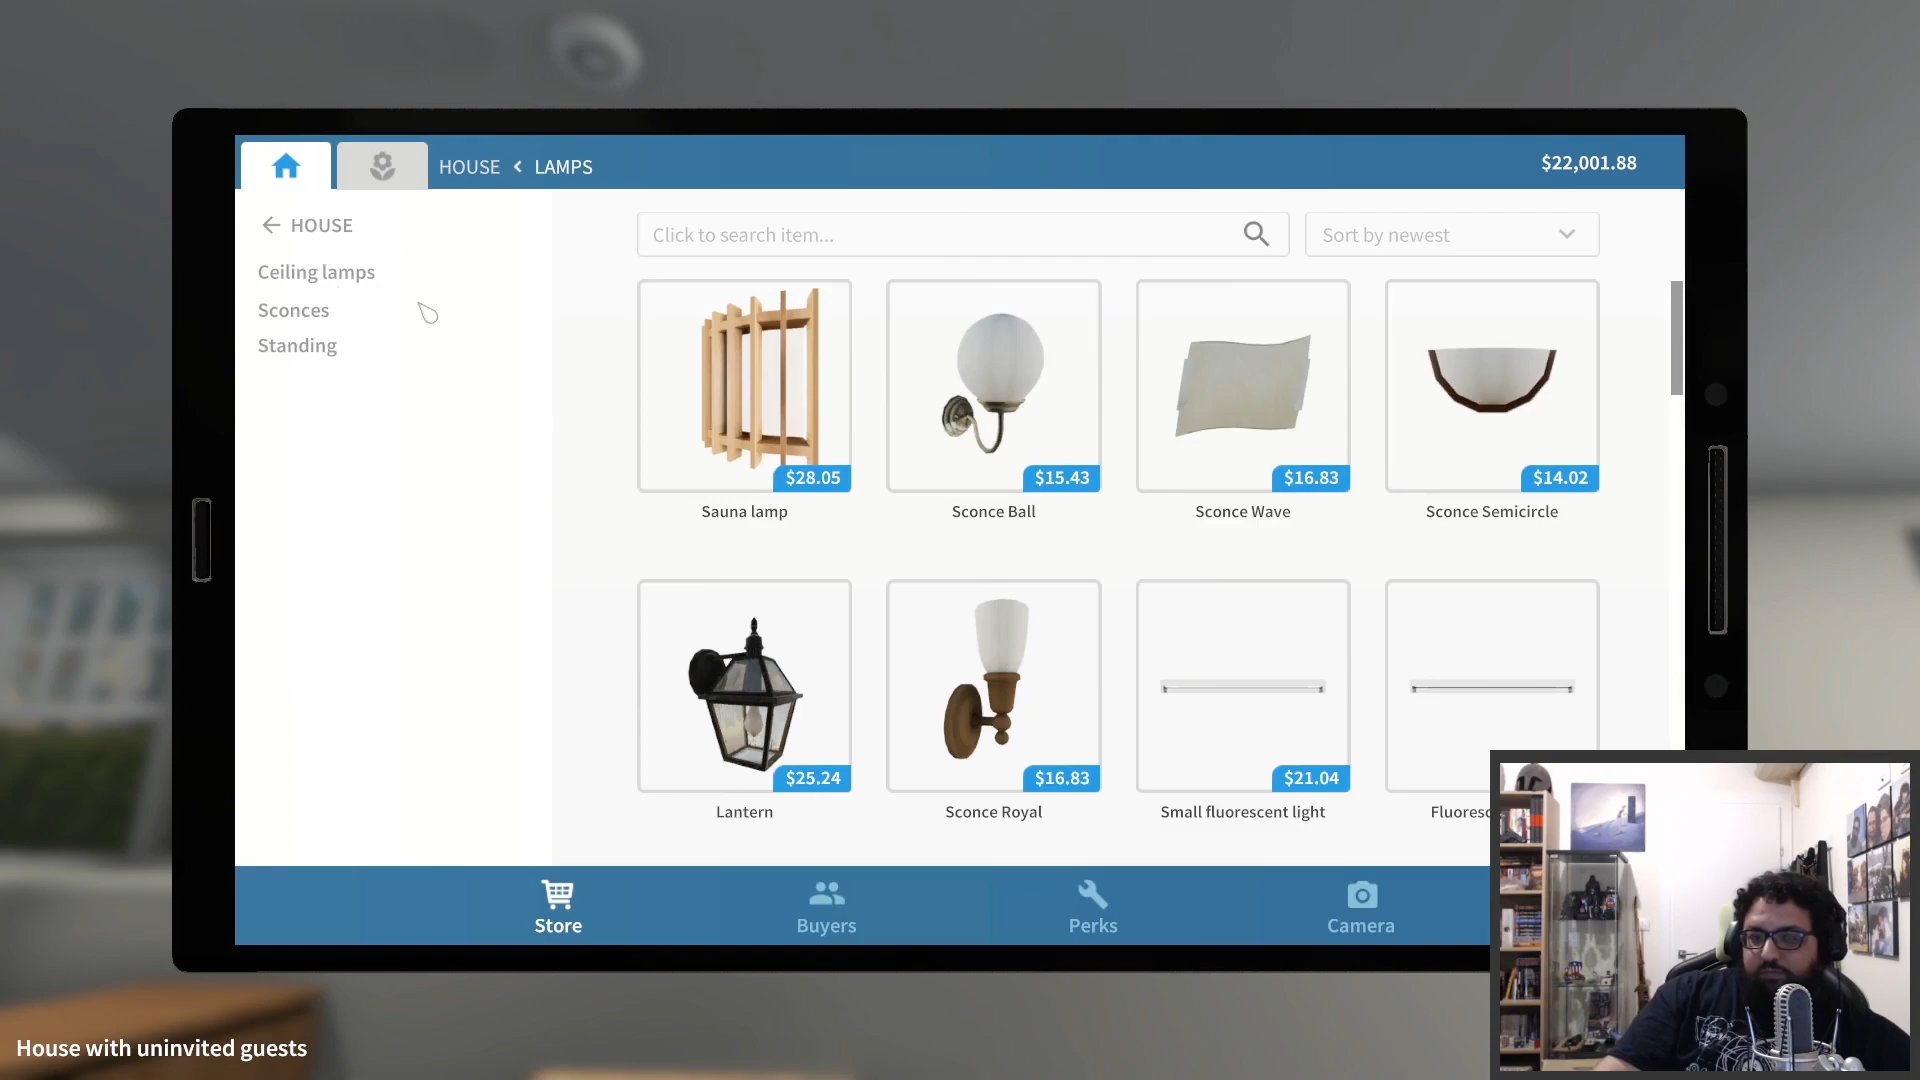 HOUSE < LAMPS
$22,001.88
HOUSE
Ceiling lamps
Sconces
Standing
Click to search item...
Sort by newest
$28.05
$15.43
$16.83
$14.02
Sauna lamp
Sconce Ball
Sconce Wave
Sconce Semicircle
$25.24
$16.83
$21.04
Lantern
Sconce Royal
Small fluorescent light
Store
Buyers
Perks
Camera
House with uninvited guests